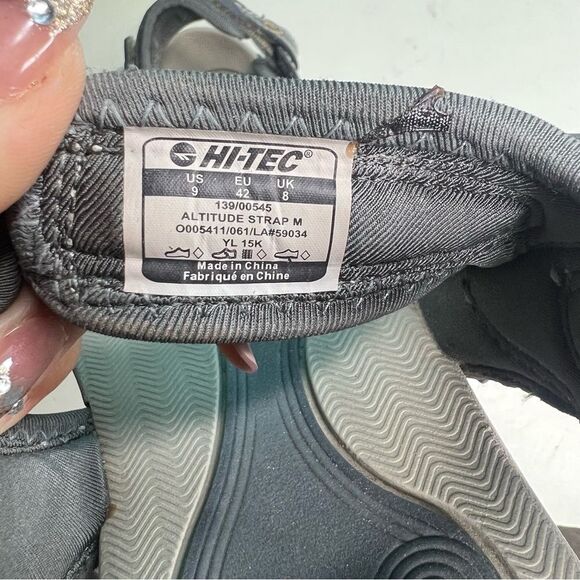 HI-TEC®
US EU UK
9 42 8
139/00545
ALTITUDE STRAP M
O005411/061/LA#59034
YL 15K
Made in China
Fabriqué en Chine